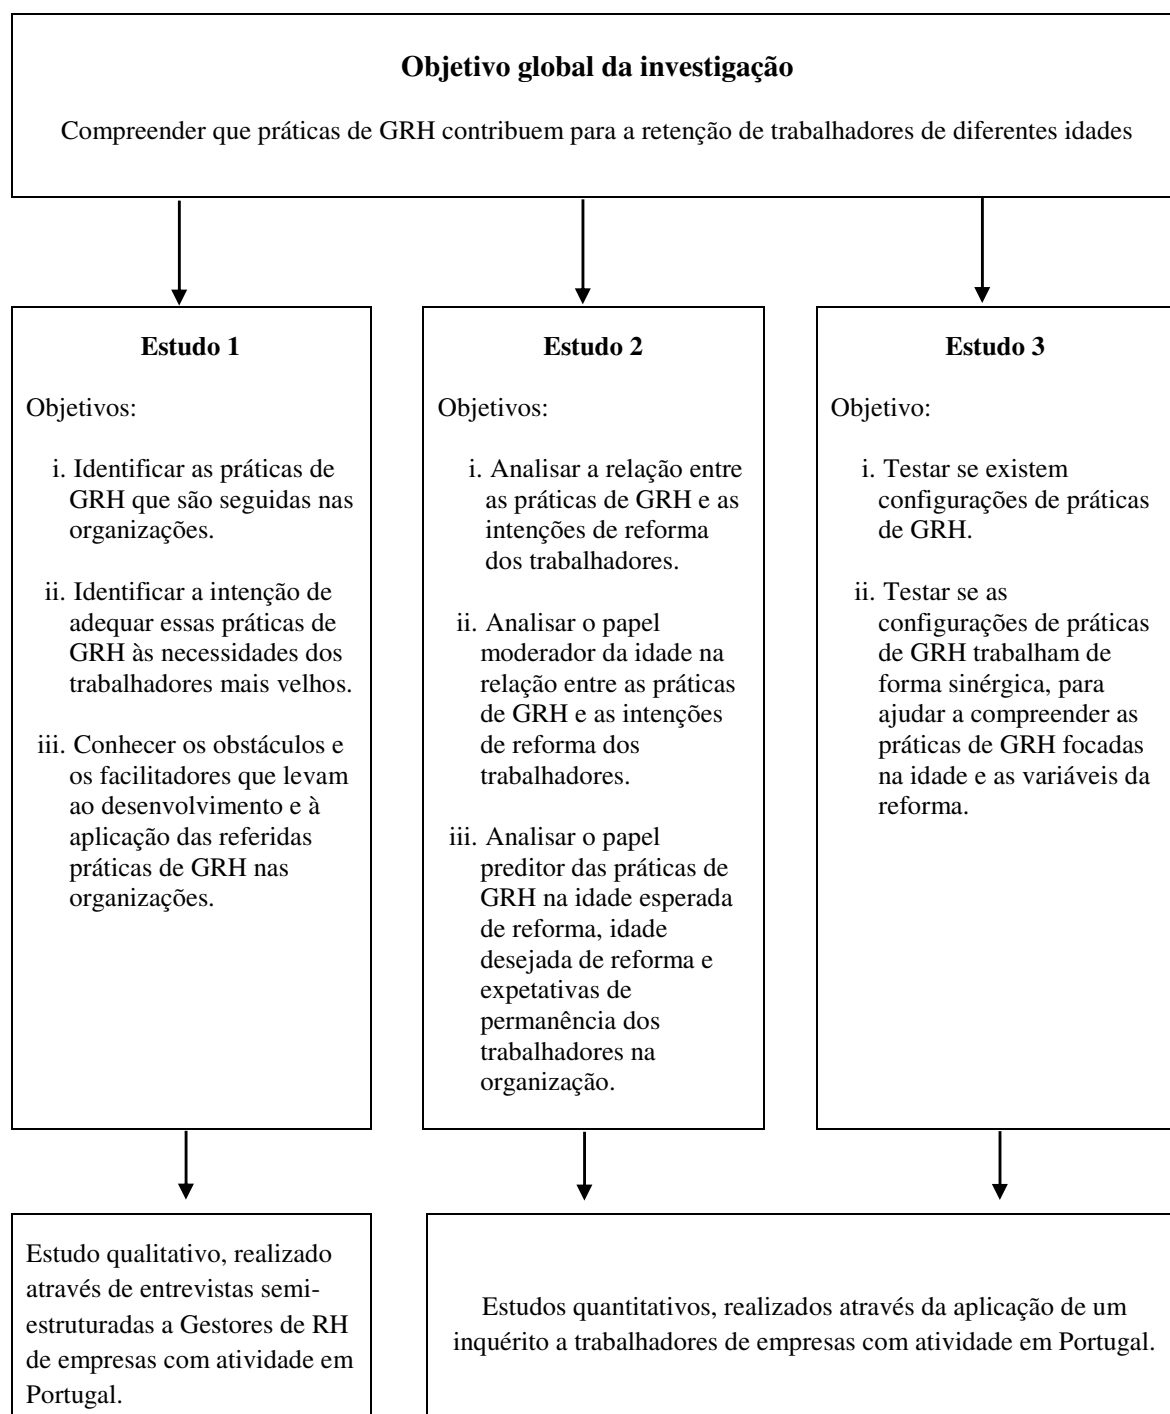 Objetivo global da investigação
Compreender que práticas de GRH contribuem para a retenção de trabalhadores de diferentes idades
Estudo 1
Objetivos:
i. Identificar as práticas de
GRH que são seguidas nas
organizações.
ii. Identificar a intenção de
adequar essas práticas de
GRH às necessidades dos
trabalhadores mais velhos.
iii. Conhecer os obstáculos e
os facilitadores que levam
ao desenvolvimento e à
aplicação das referidas
práticas de GRH nas
organizações.
Estudo 2
Objetivos:
i. Analisar a relação entre
as práticas de GRH e as
intenções de reforma
dos trabalhadores.
ii. Analisar o papel
moderador da idade na
relação entre as práticas
de GRH e as intenções
de reforma dos
trabalhadores.
iii. Analisar o papel
preditor das práticas de
GRH na idade esperada
de reforma, idade
desejada de reforma e
expetativas de
permanência dos
trabalhadores na
organização.
Estudo 3
Objetivo:
i. Testar se existem
configurações de práticas
de GRH.
ii. Testar se as
configurações de práticas
de GRH trabalham de
forma sinérgica, para
ajudar a compreender as
práticas de GRH focadas
na idade e as variáveis da
reforma.
Estudo qualitativo, realizado
através de entrevistas semi-
estruturadas a Gestores de RH
de empresas com atividade em
Portugal.
Estudos quantitativos, realizados através da aplicação de um
inquérito a trabalhadores de empresas com atividade em Portugal.